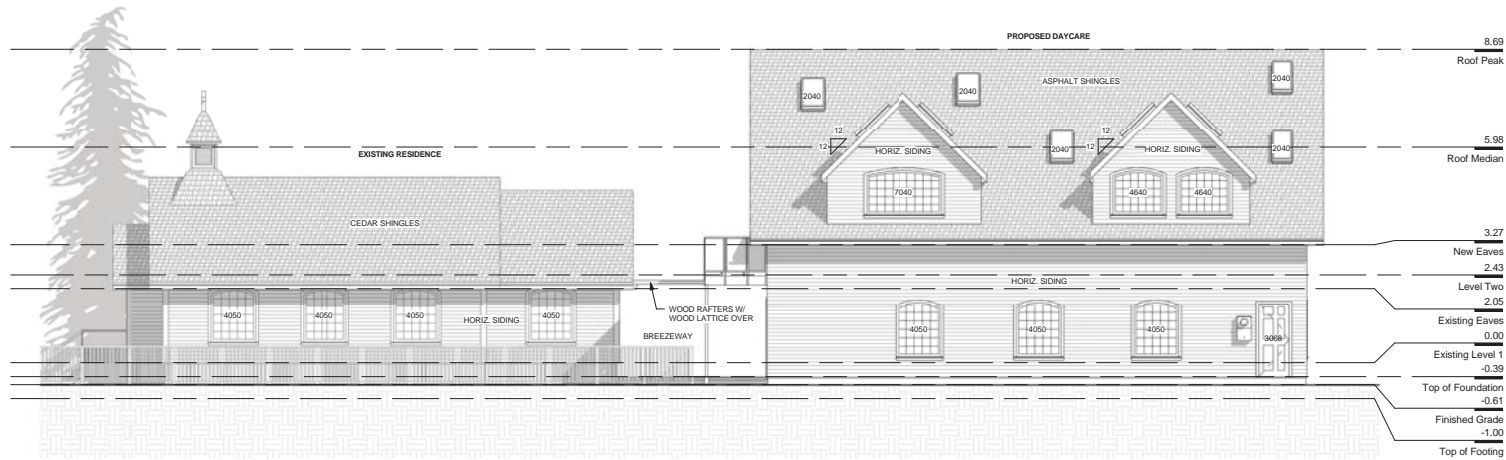 PROPOSED DAYCARE
8.69
Roof Peak
ASPHALT SHINGLES
2040
2040
2040
12
12
12
12
HORIZ. SIDING
HORIZ. SIDING
2040
2040
EXISTING RESIDENCE
5.98
Roof Median
7040
4640
4640
CEDAR SHINGLES
3.27
New Eaves
2.43
Level Two
HORIZ. SIDING
2.05
Existing Eaves
WOOD RAFTERS W/
WOOD LATTICE OVER
4050
4050
4050
HORIZ. SIDING
4050
BREEZEWAY
4050
4050
4050
3068
0.00
Existing Level 1
-0.39
Top of Foundation
-0.61
Finished Grade
-1.00
Top of Footing